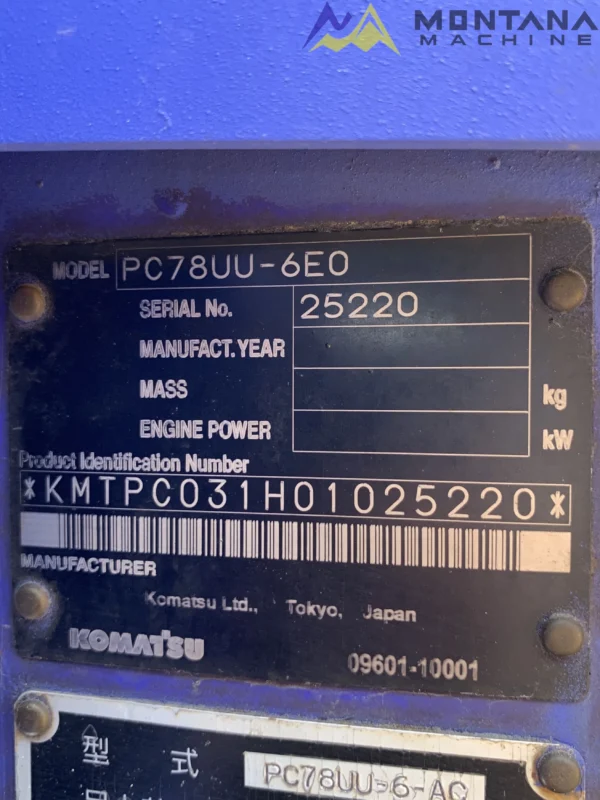 MONTANA
MACHINE
MODEL PC78UU-6E0
SERIAL No. 25220
MANUFACT. YEAR
MASS kg
ENGINE POWER kW
Product Identification Number
*KMTPC031H01025220*
MANUFACTURER
Komatsu Ltd., Tokyo, Japan
KOMATSU 09601-10001
型 式 PC78UU-6-AC